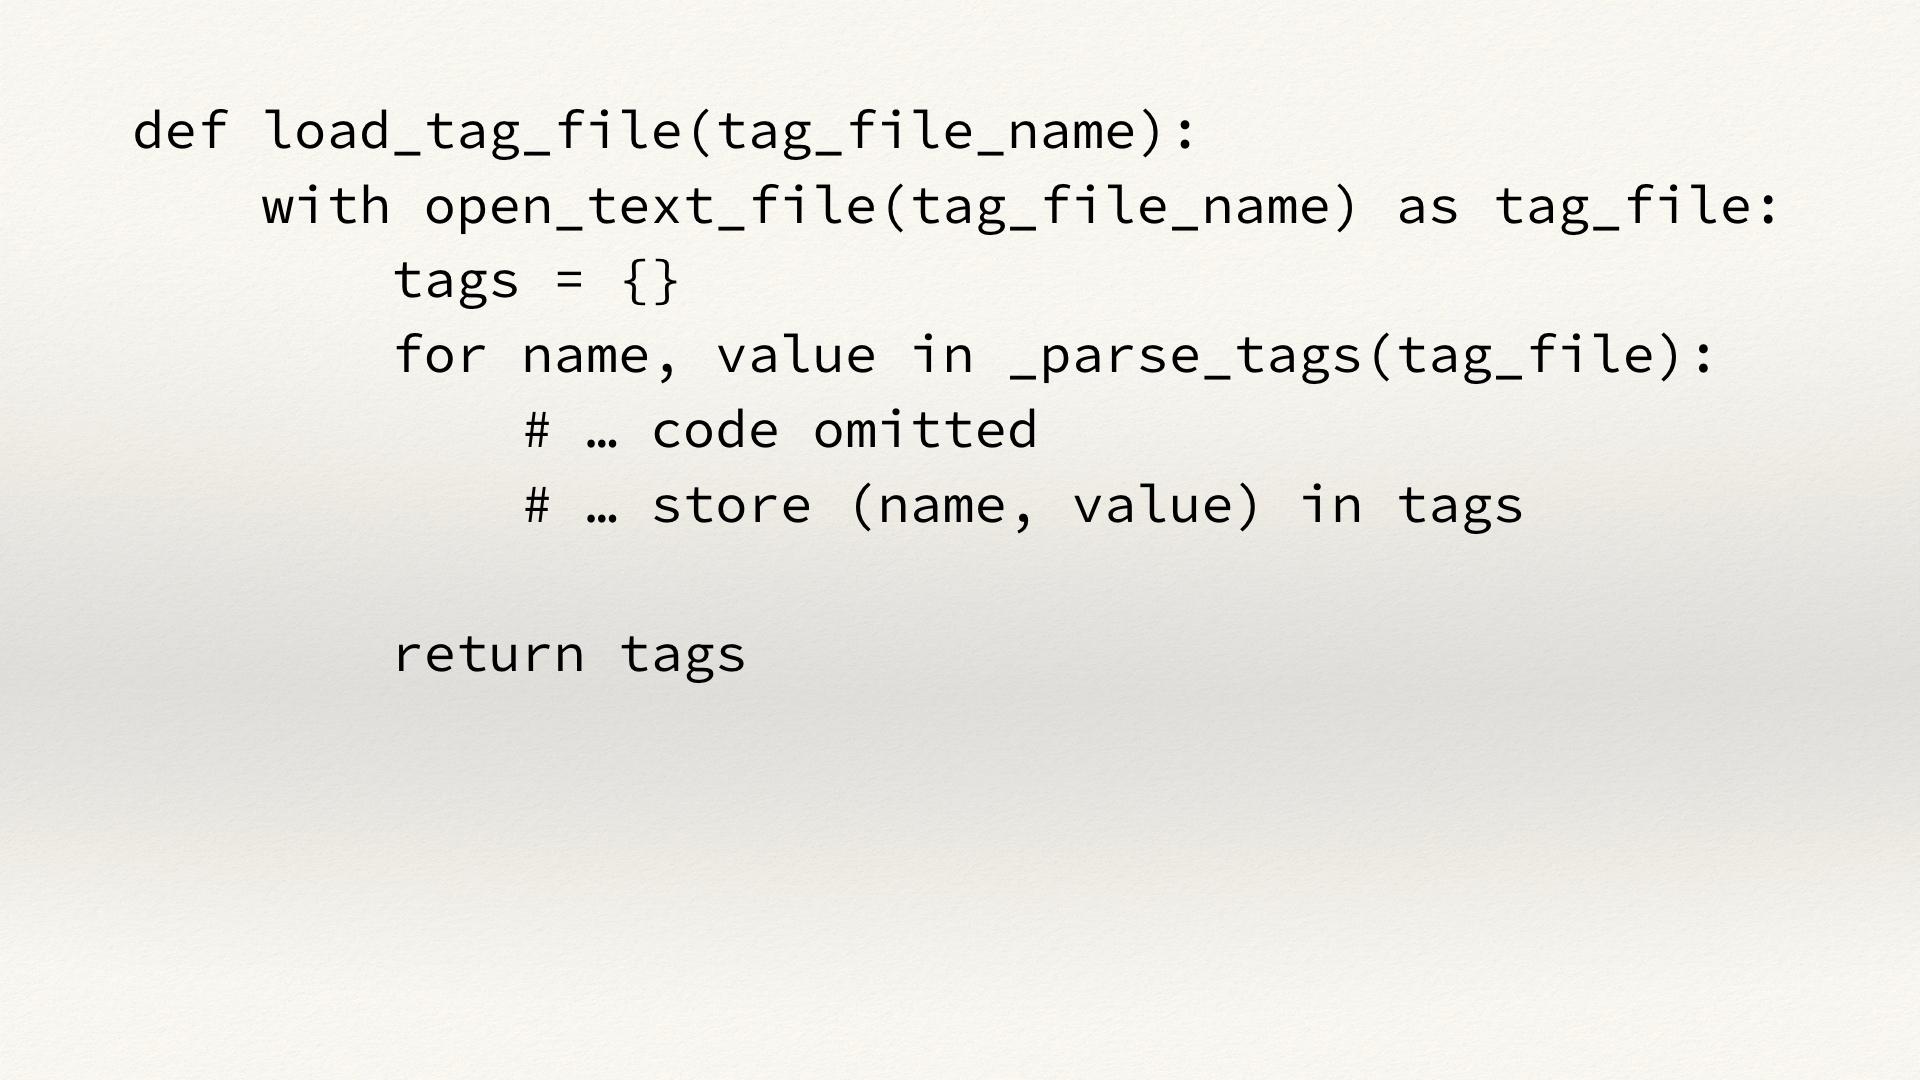 def load_tag_file(tag_file_name):
    with open_text_file(tag_file_name) as tag_file:
        tags = {}
        for name, value in _parse_tags(tag_file):
            # … code omitted
            # … store (name, value) in tags

        return tags